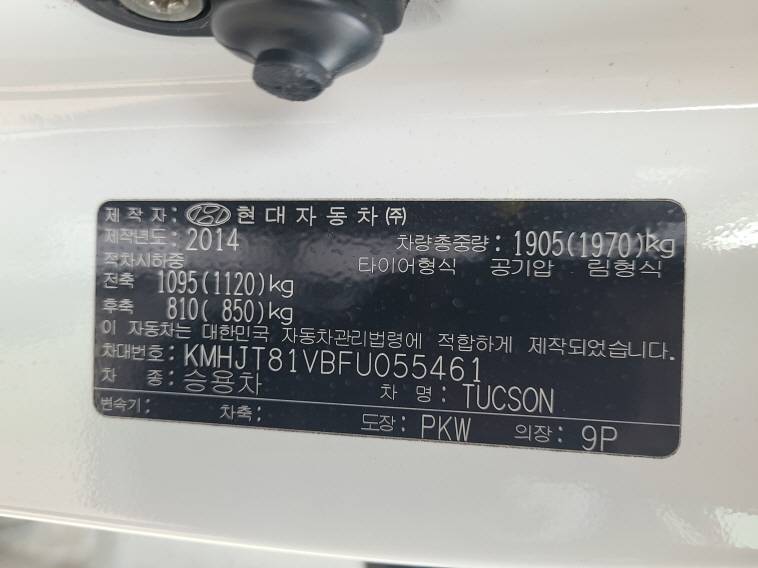 제작자: 현대자동차㈜
제작년도: 2014 차량총중량: 1905(1970)kg
적차시하중 타이어형식 공기압 림형식
전축 1095(1120)kg
후축 810( 850)kg
이 자동차는 대한민국 자동차관리법령에 적합하게 제작되었습니다.
차대번호: KMHJT81VBFU055461
차 종: 승용차 차 명: TUCSON
변속기: 차축: 도장: PKW 의장: 9P